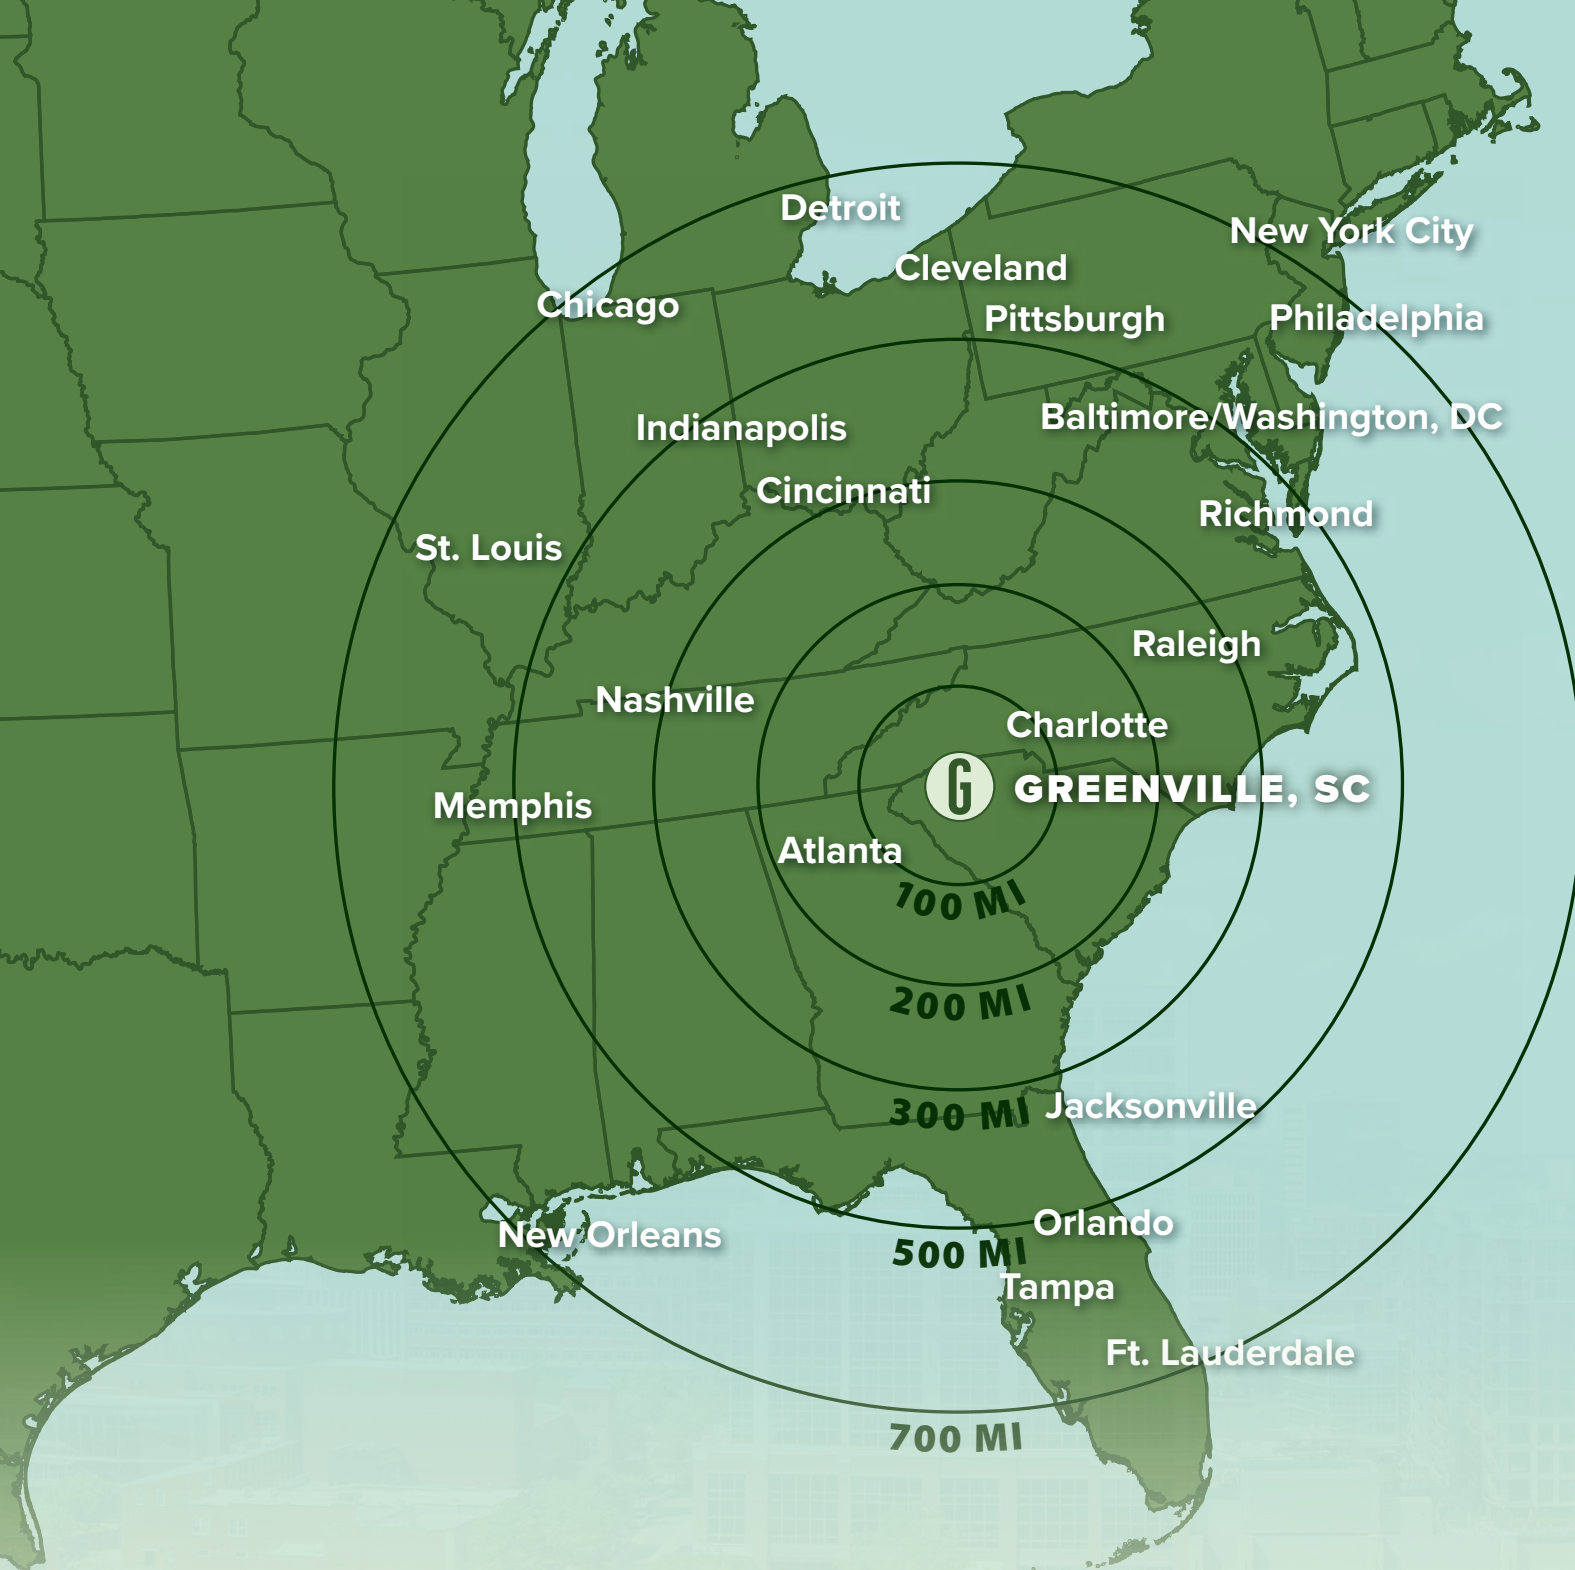 Detroit
New York City
Cleveland
Chicago
Pittsburgh
Philadelphia
Baltimore/Washington, DC
Indianapolis
Cincinnati
Richmond
St. Louis
Raleigh
Nashville
Charlotte
G
GREENVILLE, SC
Memphis
Atlanta
100 MI
200 MI
300 MI
Jacksonville
Orlando
New Orleans
500 MI
Tampa
Ft. Lauderdale
700 MI